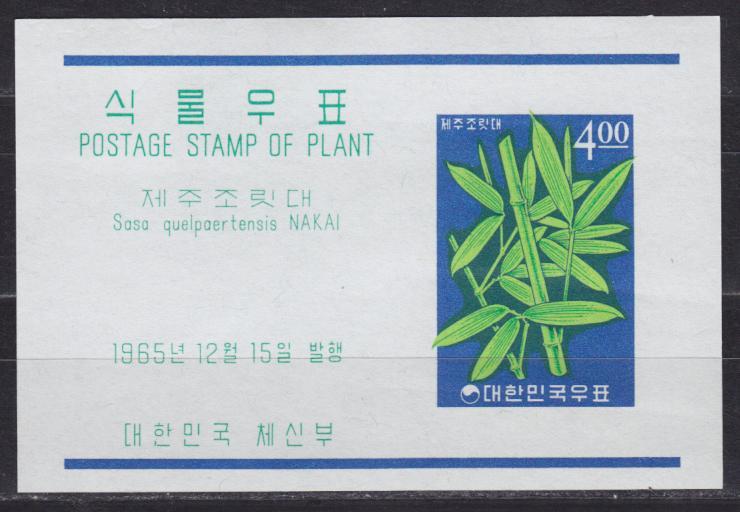 식물우표
POSTAGE STAMP OF PLANT
제주조릿대
Sasa quelpaertensis NAKAI
1965년 12월 15일 발행
대한민국 체신부
제주조릿대
4.00
대한민국우표